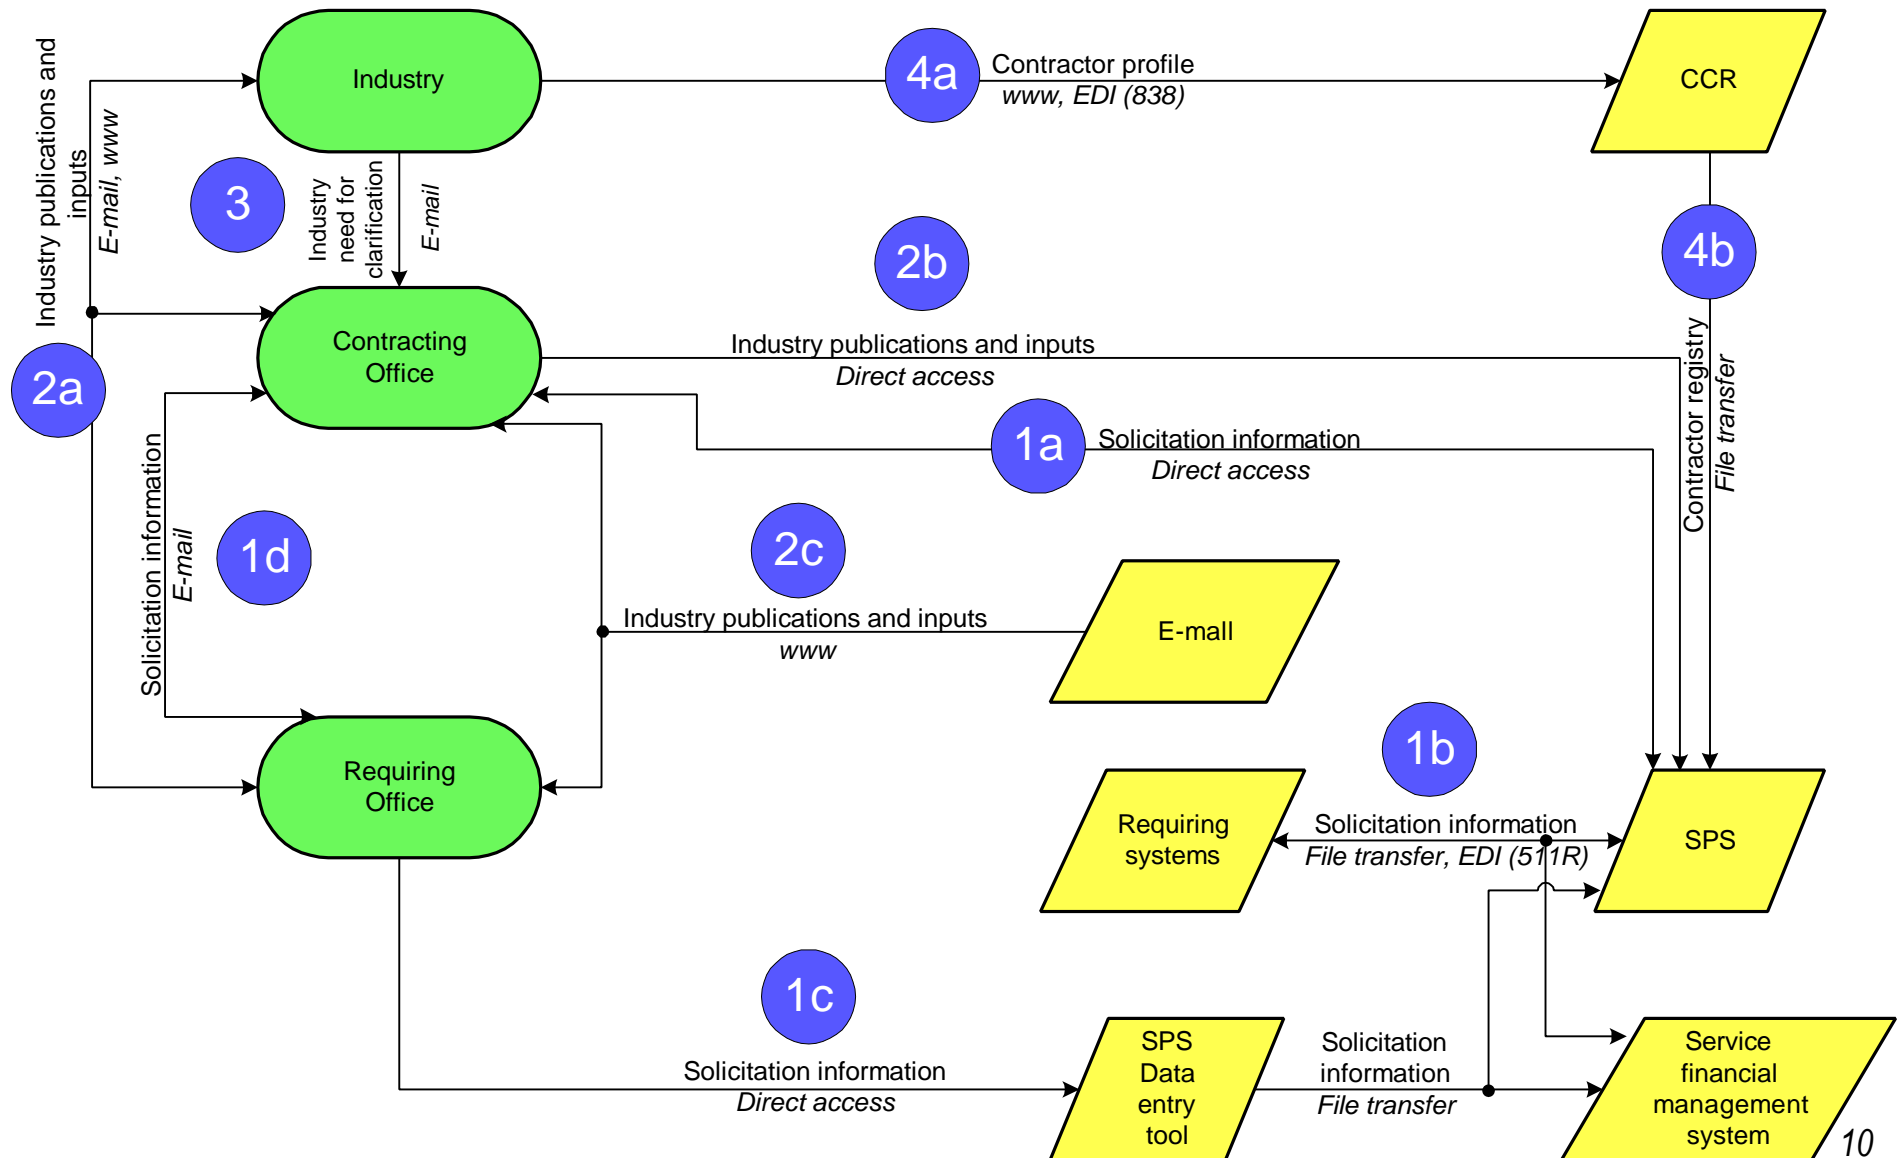 Industry
4a
Contractor profile
www, EDI (838)
CCR
Industry publications and
inputs
E-mail, www
3
Industry
need for
clarification
E-mail
2b
4b
Contracting
Office
Industry publications and inputs
Direct access
2a
1a
Solicitation information
Direct access
Contractor registry
File transfer
Solicitation information
E-mail
1d
2c
Industry publications and inputs
www
E-mall
1b
Requiring
Office
Requiring
systems
Solicitation information
File transfer, EDI (511R)
SPS
1c
Solicitation information
Direct access
SPS
Data
entry
tool
Solicitation
information
File transfer
Service
financial
management
system
10